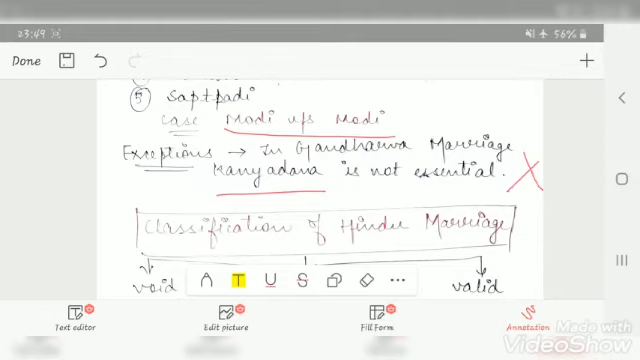 23:49
56%
Done
5 Saptpadi
Case Modi v/s Modi
Exceptions → In Gandharwa Marriage
Kanyadana is not essential.
Classification of Hindu Marriage
void
valid
T U S
Text editor
Edit picture
Fill Form
Annotation
Made with
VideoShow